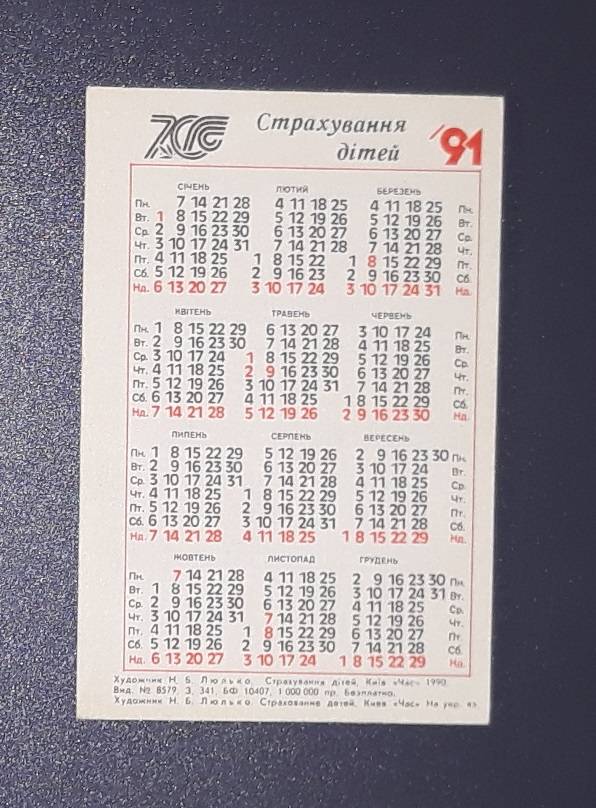 Страхування
дітей
'91
СІЧЕНЬ ЛЮТИЙ БЕРЕЗЕНЬ
Пн. 7 14 21 28 4 11 18 25 4 11 18 25 Пн.
Вт. 1 8 15 22 29 5 12 19 26 5 12 19 26 Вт.
Ср. 2 9 16 23 30 6 13 20 27 6 13 20 27 Ср.
Чт. 3 10 17 24 31 7 14 21 28 7 14 21 28 Чт.
Пт. 4 11 18 25 1 8 15 22 1 8 15 22 29 Пт.
Сб. 5 12 19 26 2 9 16 23 2 9 16 23 30 Сб.
Нд. 6 13 20 27 3 10 17 24 3 10 17 24 31 Нд.
КВІТЕНЬ ТРАВЕНЬ ЧЕРВЕНЬ
Пн. 1 8 15 22 29 6 13 20 27 3 10 17 24 Пн.
Вт. 2 9 16 23 30 7 14 21 28 4 11 18 25 Вт.
Ср. 3 10 17 24 1 8 15 22 29 5 12 19 26 Ср.
Чт. 4 11 18 25 2 9 16 23 30 6 13 20 27 Чт.
Пт. 5 12 19 26 3 10 17 24 31 7 14 21 28 Пт.
Сб. 6 13 20 27 4 11 18 25 1 8 15 22 29 Сб.
Нд. 7 14 21 28 5 12 19 26 2 9 16 23 30 Нд.
ЛИПЕНЬ СЕРПЕНЬ ВЕРЕСЕНЬ
Пн. 1 8 15 22 29 5 12 19 26 2 9 16 23 30 Пн.
Вт. 2 9 16 23 30 6 13 20 27 3 10 17 24 Вт.
Ср. 3 10 17 24 31 7 14 21 28 4 11 18 25 Ср.
Чт. 4 11 18 25 1 8 15 22 29 5 12 19 26 Чт.
Пт. 5 12 19 26 2 9 16 23 30 6 13 20 27 Пт.
Сб. 6 13 20 27 3 10 17 24 31 7 14 21 28 Сб.
Нд. 7 14 21 28 4 11 18 25 1 8 15 22 29 Нд.
ЖОВТЕНЬ ЛИСТОПАД ГРУДЕНЬ
Пн. 7 14 21 28 4 11 18 25 2 9 16 23 30 Пн.
Вт. 1 8 15 22 29 5 12 19 26 3 10 17 24 31 Вт.
Ср. 2 9 16 23 30 6 13 20 27 4 11 18 25 Ср.
Чт. 3 10 17 24 31 7 14 21 28 5 12 19 26 Чт.
Пт. 4 11 18 25 1 8 15 22 29 6 13 20 27 Пт.
Сб. 5 12 19 26 2 9 16 23 30 7 14 21 28 Сб.
Нд. 6 13 20 27 3 10 17 24 1 8 15 22 29 Нд.
Художник Н. Б. Люлько. Страхування дітей, Київ «Час» 1990.
Вид. № 8579, З. 341, БФ 10407, 1 000 000 пр. Безплатно.
Художник Н. Б. Люлько. Страхование детей, Киев «Час» На укр. яз